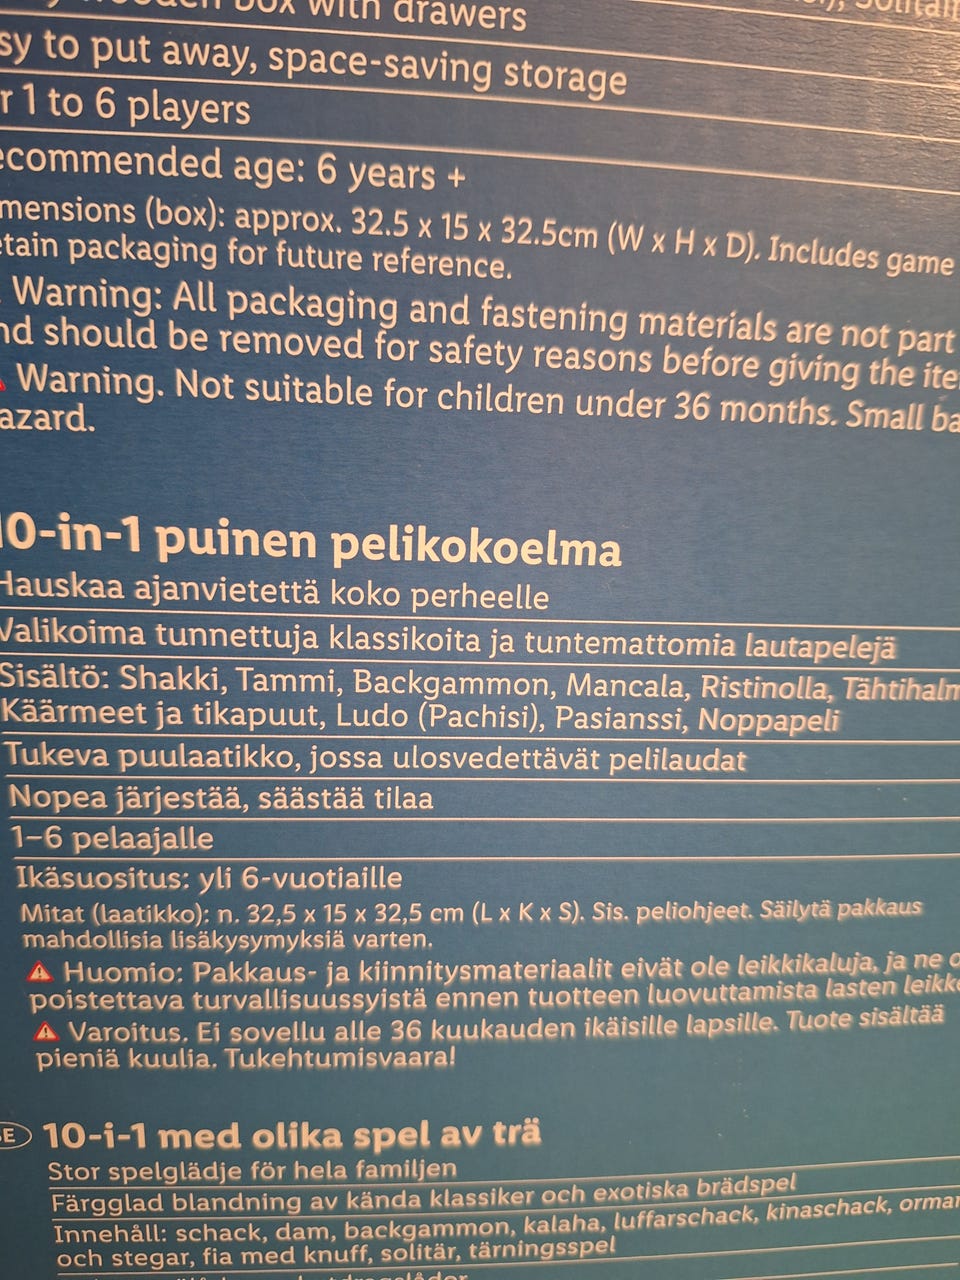 box with drawers
sy to put away, space-saving storage
r 1 to 6 players
ecommended age: 6 years +
mensions (box): approx. 32.5 x 15 x 32.5cm (W x H x D). Includes game
etain packaging for future reference.
Warning: All packaging and fastening materials are not part
nd should be removed for safety reasons before giving the ite
Warning. Not suitable for children under 36 months. Small ba
azard.
10-in-1 puinen pelikokoelma
Hauskaa ajanvietettä koko perheelle
Valikoima tunnettuja klassikoita ja tuntemattomia lautapelejä
Sisältö: Shakki, Tammi, Backgammon, Mancala, Ristinolla, Tähtihalm
Käärmeet ja tikapuut, Ludo (Pachisi), Pasianssi, Noppapeli
Tukeva puulaatikko, jossa ulosvedettävät pelilaudat
Nopea järjestää, säästää tilaa
1–6 pelaajalle
Ikäsuositus: yli 6-vuotiaille
Mitat (laatikko): n. 32,5 x 15 x 32,5 cm (L x K x S). Sis. peliohjeet. Säilytä pakkaus
mahdollisia lisäkysymyksiä varten.
Huomio: Pakkaus- ja kiinnitysmateriaalit eivät ole leikkikaluja, ja ne o
poistettava turvallisuussyistä ennen tuotteen luovuttamista lasten leikke
Varoitus. Ei sovellu alle 36 kuukauden ikäisille lapsille. Tuote sisältää
pieniä kuulia. Tukehtumisvaara!
SE 10-i-1 med olika spel av trä
Stor spelglädje för hela familjen
Färgglad blandning av kända klassiker och exotiska brädspel
Innehåll: schack, dam, backgammon, kalaha, luffarschack, kinaschack, ormar
och stegar, fia med knuff, solitär, tärningsspel